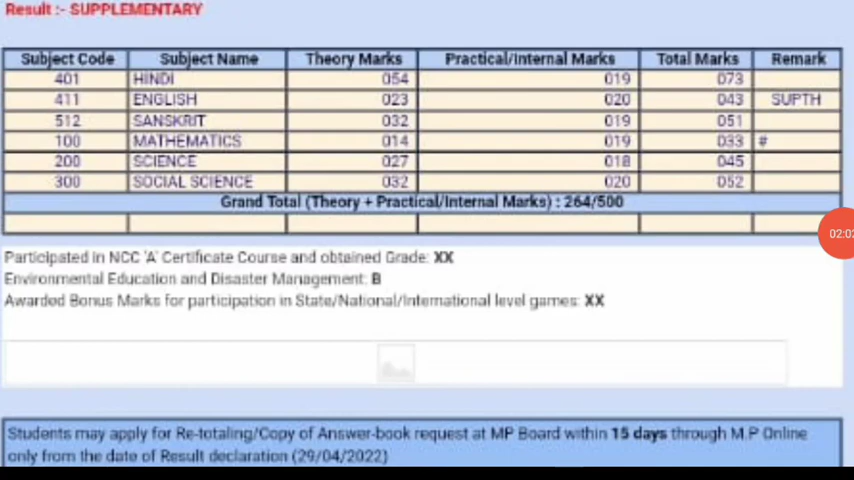 Result :- SUPPLEMENTARY
Subject Code Subject Name Theory Marks Practical/Internal Marks Total Marks Remark
401 HINDI 054 019 073
411 ENGLISH 023 020 043 SUPTH
512 SANSKRIT 032 019 051
100 MATHEMATICS 014 019 033 #
200 SCIENCE 027 018 045
300 SOCIAL SCIENCE 032 020 052
Grand Total (Theory + Practical/Internal Marks) : 264/500
02:02
Participated in NCC 'A' Certificate Course and obtained Grade: XX
Environmental Education and Disaster Management: B
Awarded Bonus Marks for participation in State/National/International level games: XX
Students may apply for Re-totaling/Copy of Answer-book request at MP Board within 15 days through M.P Online
only from the date of Result declaration (29/04/2022)